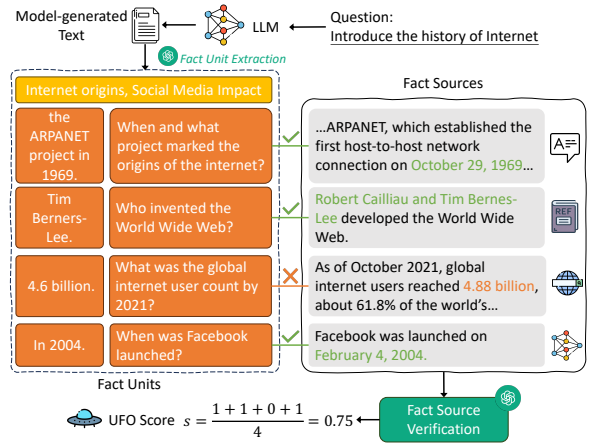 Model-generated
Text
LLM
Question:
Introduce the history of Internet
Fact Unit Extraction
Internet origins, Social Media Impact
the
ARPANET
project in
1969.
When and what
project marked the
origins of the internet?
Tim
Berners-
Lee.
Who invented the
World Wide Web?
4.6 billion.
What was the global
internet user count by
2021?
In 2004.
When was Facebook
launched?
Fact Units
Fact Sources
...ARPANET, which established the
first host-to-host network
connection on October 29, 1969...
A
Robert Cailliau and Tim Bernes-
Lee developed the World Wide
Web.
REF
As of October 2021, global
internet users reached 4.88 billion,
about 61.8% of the world's...
Facebook was launched on
February 4, 2004.
UFO Score s = (1 + 1 + 0 + 1) / 4 = 0.75
Fact Source
Verification